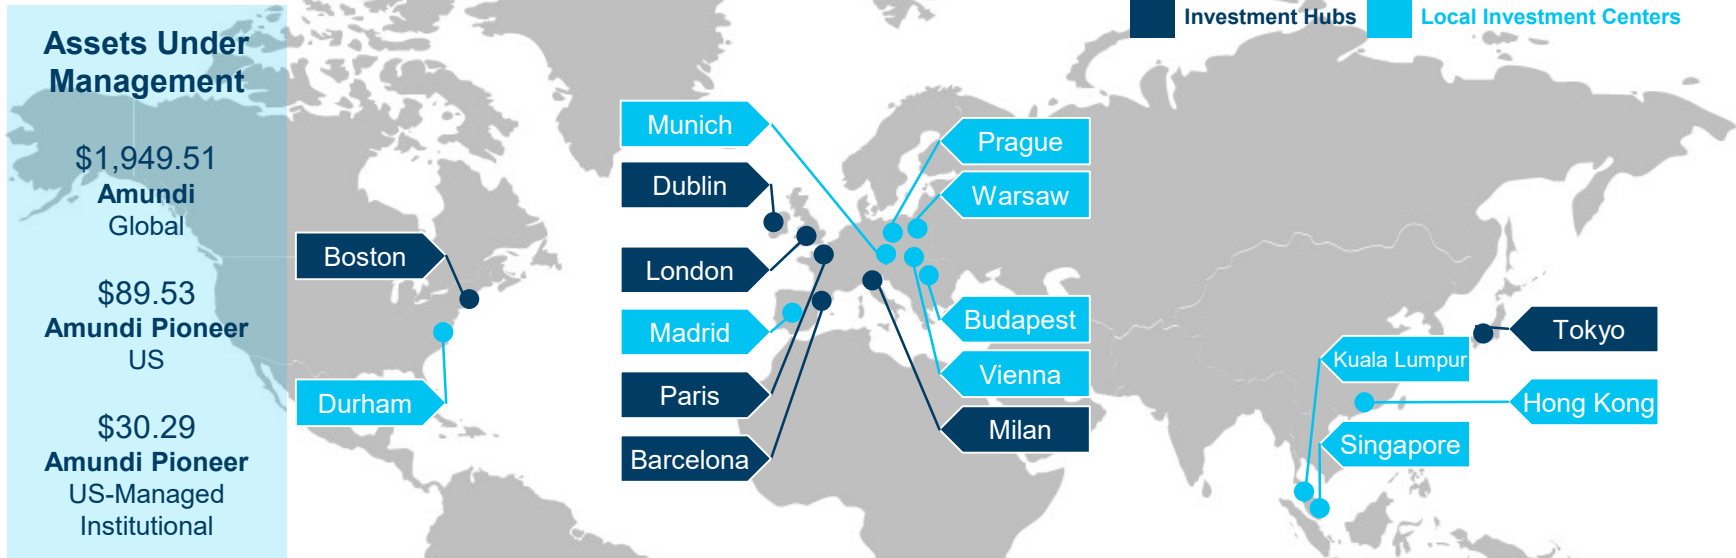 Investment Hubs
Local Investment Centers
Assets Under
Management
$1,949.51
Amundi
Global
$89.53
Amundi Pioneer
US
$30.29
Amundi Pioneer
US-Managed
Institutional
Boston
Durham
Munich
Dublin
London
Madrid
Paris
Barcelona
Prague
Warsaw
Budapest
Vienna
Milan
Kuala Lumpur
Singapore
Tokyo
Hong Kong